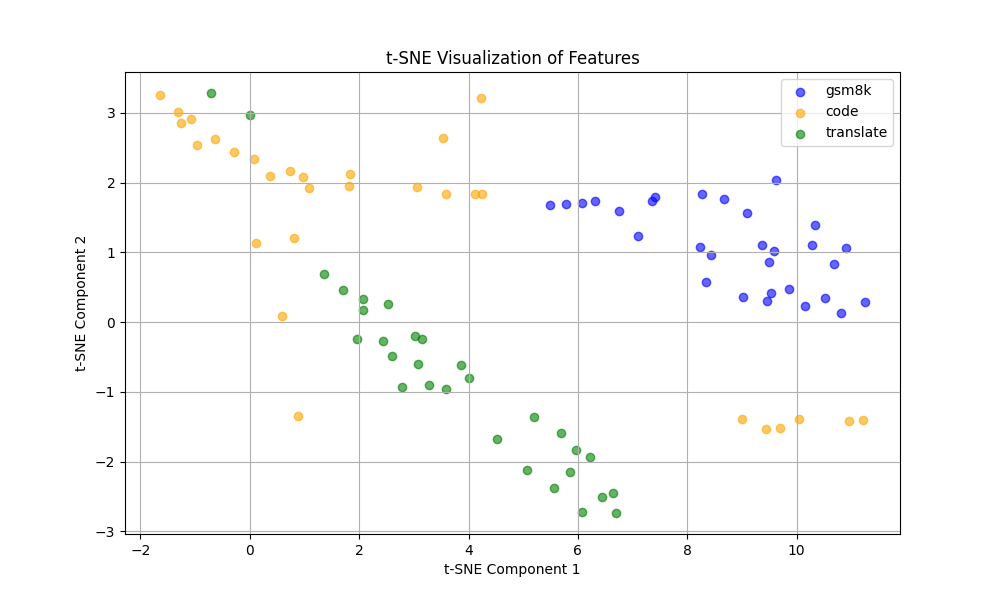 t-SNE Visualization of Features
gsm8k
code
translate
t-SNE Component 2
3
2
1
0
−1
−2
−3
−2
0
2
4
6
8
10
t-SNE Component 1